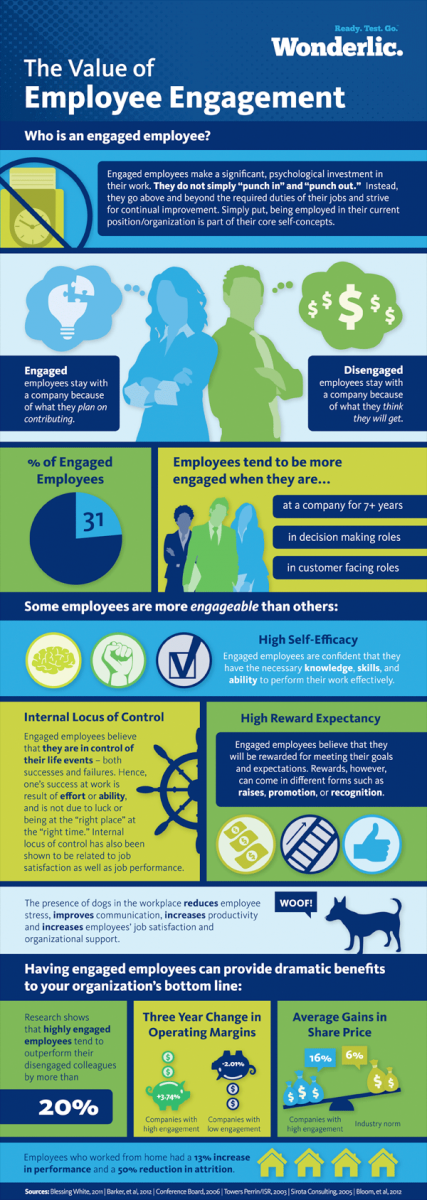 Ready. Test. Go.
Wonderlic.
The Value of
Employee Engagement
Who is an engaged employee?
Engaged employees make a significant, psychological investment in
their work. They do not simply “punch in” and “punch out.” Instead,
they go above and beyond the required duties of their jobs and strive
for continual improvement. Simply put, being employed in their current
position/organization is part of their core self-concepts.
Engaged
employees stay with
a company because
of what they plan on
contributing.
$ $ $ $ $
Disengaged
employees stay with
a company because
of what they think
they will get.
% of Engaged
Employees
31
Employees tend to be more
engaged when they are...
at a company for 7+ years
in decision making roles
in customer facing roles
Some employees are more engageable than others:
High Self-Efficacy
Engaged employees are confident that they
have the necessary knowledge, skills, and
ability to perform their work effectively.
Internal Locus of Control
Engaged employees believe
that they are in control of
their life events – both
successes and failures. Hence,
one’s success at work is
result of effort or ability,
and is not due to luck or
being at the “right place” at
the “right time.” Internal
locus of control has also been
shown to be related to job
satisfaction as well as job performance.
High Reward Expectancy
Engaged employees believe that they
will be rewarded for meeting their goals
and expectations. Rewards, however,
can come in different forms such as
raises, promotion, or recognition.
The presence of dogs in the workplace reduces employee
stress, improves communication, increases productivity
and increases employees’ job satisfaction and
organizational support.
WOOF!
Having engaged employees can provide dramatic benefits
to your organization’s bottom line:
Research shows
that highly engaged
employees tend to
outperform their
disengaged colleagues
by more than
20%
Three Year Change in
Operating Margins
$
$
+3.74%
Companies with
high engagement
-2.01%
$
$
Companies with
low engagement
Average Gains in
Share Price
16%
6%
$ $ $
$ $
Companies with
high engagement
Industry norm
Employees who worked from home had a 13% increase
in performance and a 50% reduction in attrition.
Sources: Blessing White, 2011 | Barker, et al, 2012 | Conference Board, 2006 | Towers Perrin/ISR, 2003 | Sirota Consulting, 2005 | Bloom, et al, 2012